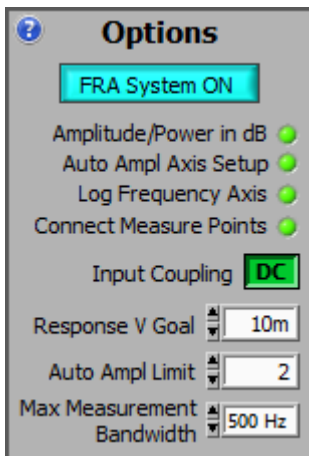 ? Options
FRA System ON
Amplitude/Power in dB
Auto Ampl Axis Setup
Log Frequency Axis
Connect Measure Points
Input Coupling DC
Response V Goal 10m
Auto Ampl Limit 2
Max Measurement
Bandwidth 500 Hz